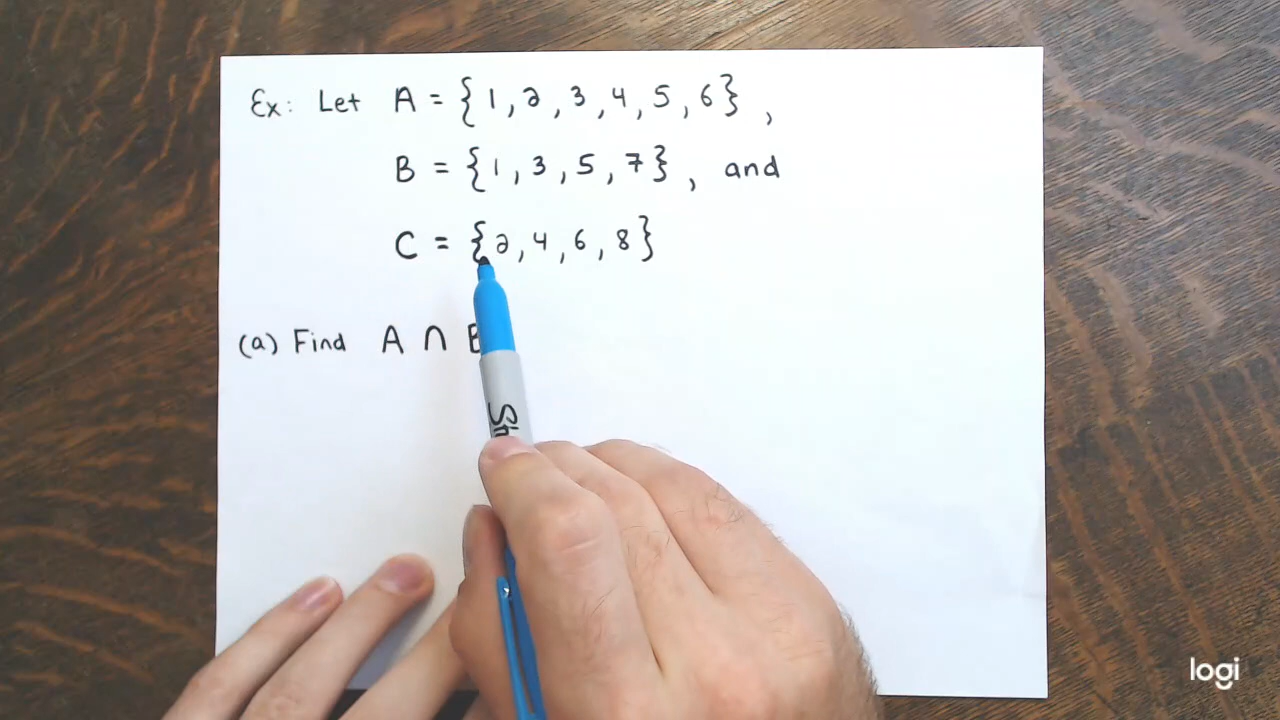 Ex: Let A = {1, 2, 3, 4, 5, 6},
B = {1, 3, 5, 7}, and
C = {2, 4, 6, 8}
(a) Find A ∩ B
Sh
logi